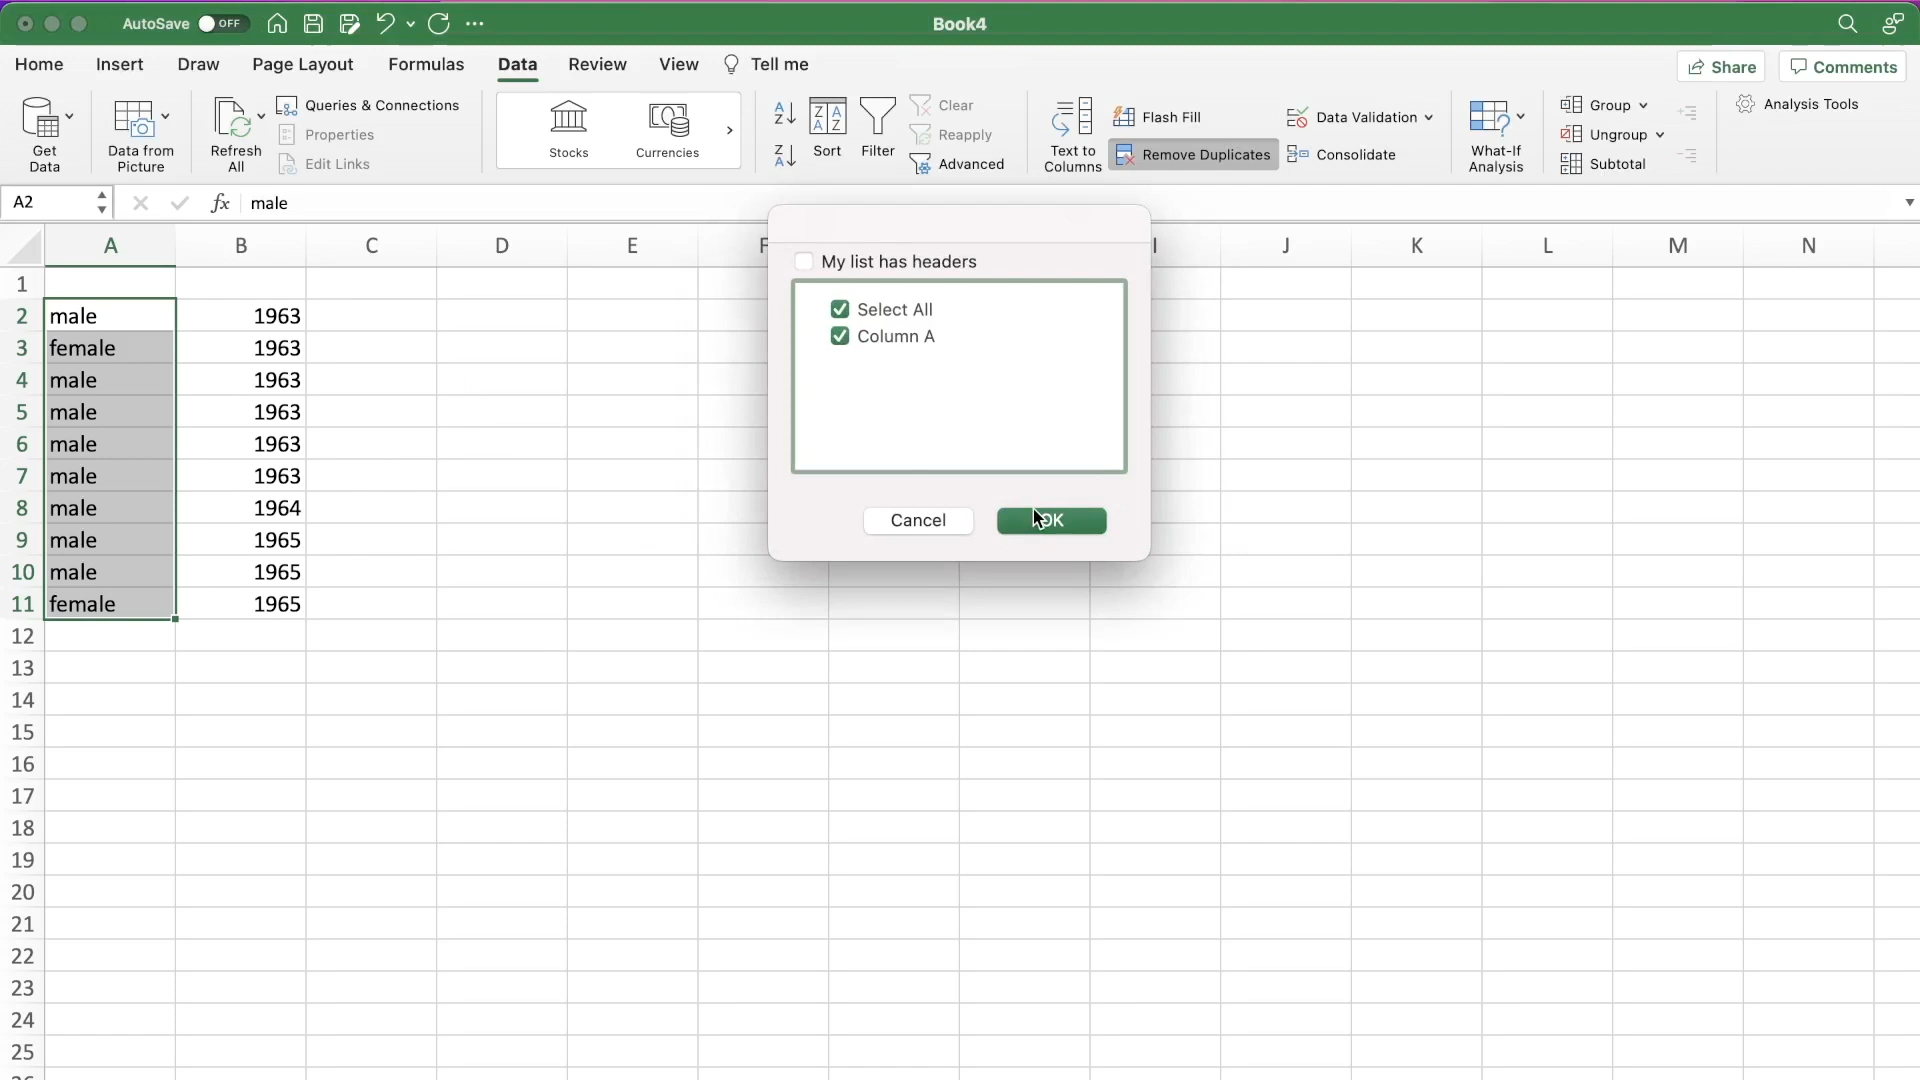 AutoSave OFF
Book4
Home Insert Draw Page Layout Formulas Data Review View Tell me
Share Comments
Get Data
Data from Picture
Refresh All
Queries & Connections
Properties
Edit Links
Stocks
Currencies
Sort
Filter
Clear
Reapply
Advanced
Text to Columns
Flash Fill
Remove Duplicates
Data Validation
Consolidate
What-If Analysis
Group
Ungroup
Subtotal
Analysis Tools
A2 fx male
A B C D E F I J K L M N
My list has headers
Select All
Column A
Cancel OK
1
2 male 1963
3 female 1963
4 male 1963
5 male 1963
6 male 1963
7 male 1963
8 male 1964
9 male 1965
10 male 1965
11 female 1965
12
13
14
15
16
17
18
19
20
21
22
23
24
25